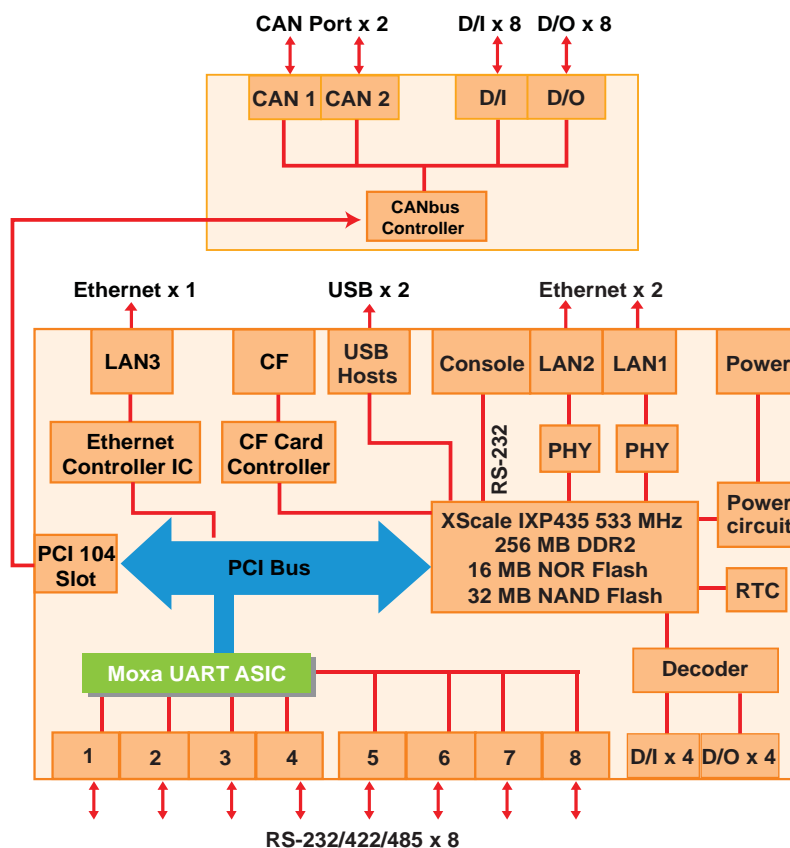 CAN Port x 2
D/I x 8
D/O x 8
CAN 1
CAN 2
D/I
D/O
CANbus
Controller
Ethernet x 1
USB x 2
Ethernet x 2
LAN3
CF
USB
Hosts
Console
LAN2
LAN1
Power
Ethernet
Controller IC
CF Card
Controller
RS-232
PHY
PHY
Power
circuit
XScale IXP435 533 MHz
256 MB DDR2
16 MB NOR Flash
32 MB NAND Flash
PCI 104
Slot
PCI Bus
RTC
Moxa UART ASIC
Decoder
1
2
3
4
5
6
7
8
D/I x 4
D/O x 4
RS-232/422/485 x 8